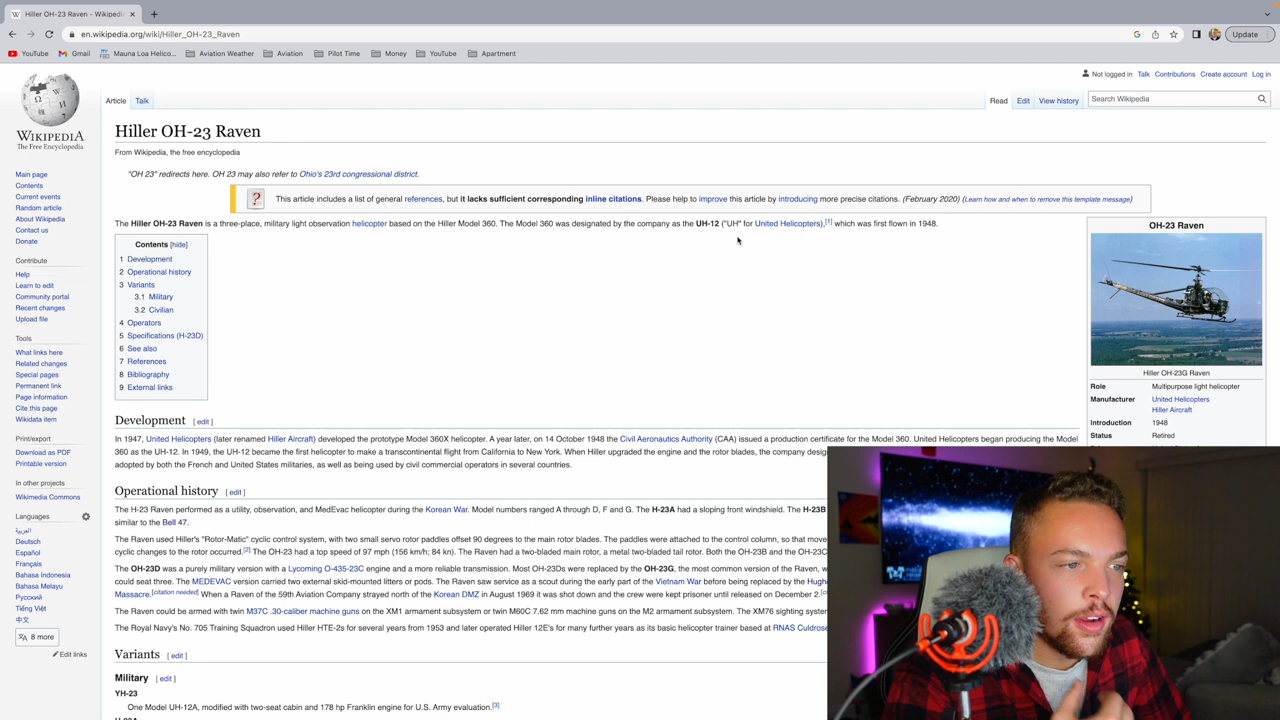 Hiller OH-23 Raven - Wikipedia
en.wikipedia.org/wiki/Hiller_OH-23_Raven
Update
YouTube
Gmail
Mauna Loa Helico...
Aviation Weather
Aviation
Pilot Time
Money
YouTube
Apartment
Not logged in Talk Contributions Create account Log in
Article Talk
Read Edit View history
Search Wikipedia
WIKIPEDIA
The Free Encyclopedia
Main page
Contents
Current events
Random article
About Wikipedia
Contact us
Donate
Contribute
Help
Learn to edit
Community portal
Recent changes
Upload file
Tools
What links here
Related changes
Special pages
Permanent link
Page information
Cite this page
Wikidata item
Print/export
Download as PDF
Printable version
In other projects
Wikimedia Commons
Languages
العربية
Deutsch
Español
Français
Bahasa Indonesia
Bahasa Melayu
Русский
Tiếng Việt
中文
8 more
Edit links
Hiller OH-23 Raven
From Wikipedia, the free encyclopedia
"OH 23" redirects here. OH 23 may also refer to Ohio's 23rd congressional district.
This article includes a list of general references, but it lacks sufficient corresponding inline citations. Please help to improve this article by introducing more precise citations. (February 2020) (Learn how and when to remove this template message)
The Hiller OH-23 Raven is a three-place, military light observation helicopter based on the Hiller Model 360. The Model 360 was designated by the company as the UH-12 ("UH" for United Helicopters),[1] which was first flown in 1948.
Contents [hide]
1 Development
2 Operational history
3 Variants
3.1 Military
3.2 Civilian
4 Operators
5 Specifications (H-23D)
6 See also
7 References
8 Bibliography
9 External links
OH-23 Raven
Hiller OH-23G Raven
Role Multipurpose light helicopter
Manufacturer United Helicopters
Hiller Aircraft
Introduction 1948
Status Retired
Development [ edit ]
In 1947, United Helicopters (later renamed Hiller Aircraft) developed the prototype Model 360X helicopter. A year later, on 14 October 1948 the Civil Aeronautics Authority (CAA) issued a production certificate for the Model 360. United Helicopters began producing the Model
360 as the UH-12. In 1949, the UH-12 became the first helicopter to make a transcontinental flight from California to New York. When Hiller upgraded the engine and the rotor blades, the company desig
adopted by both the French and United States militaries, as well as being used by civil commercial operators in several countries.
Operational history [ edit ]
The H-23 Raven performed as a utility, observation, and MedEvac helicopter during the Korean War. Model numbers ranged A through D, F and G. The H-23A had a sloping front windshield. The H-23B
similar to the Bell 47.
The Raven used Hiller's "Rotor-Matic" cyclic control system, with two small servo rotor paddles offset 90 degrees to the main rotor blades. The paddles were attached to the control column, so that move
cyclic changes to the rotor occurred.[2] The OH-23 had a top speed of 97 mph (156 km/h; 84 kn). The Raven had a two-bladed main rotor, a metal two-bladed tail rotor. Both the OH-23B and the OH-23C
The OH-23D was a purely military version with a Lycoming O-435-23C engine and a more reliable transmission. Most OH-23Ds were replaced by the OH-23G, the most common version of the Raven, w
could seat three. The MEDEVAC version carried two external skid-mounted litters or pods. The Raven saw service as a scout during the early part of the Vietnam War before being replaced by the Hugh
Massacre.[citation needed] When a Raven of the 59th Aviation Company strayed north of the Korean DMZ in August 1969 it was shot down and the crew were kept prisoner until released on December 2.[c
The Raven could be armed with twin M37C .30-caliber machine guns on the XM1 armament subsystem or twin M60C 7.62 mm machine guns on the M2 armament subsystem. The XM76 sighting system
The Royal Navy's No. 705 Training Squadron used Hiller HTE-2s for several years from 1953 and later operated Hiller 12E's for many further years as its basic helicopter trainer based at RNAS Culdrose
Variants [ edit ]
Military [ edit ]
YH-23
One Model UH-12A, modified with two-seat cabin and 178 hp Franklin engine for U.S. Army evaluation.[3]